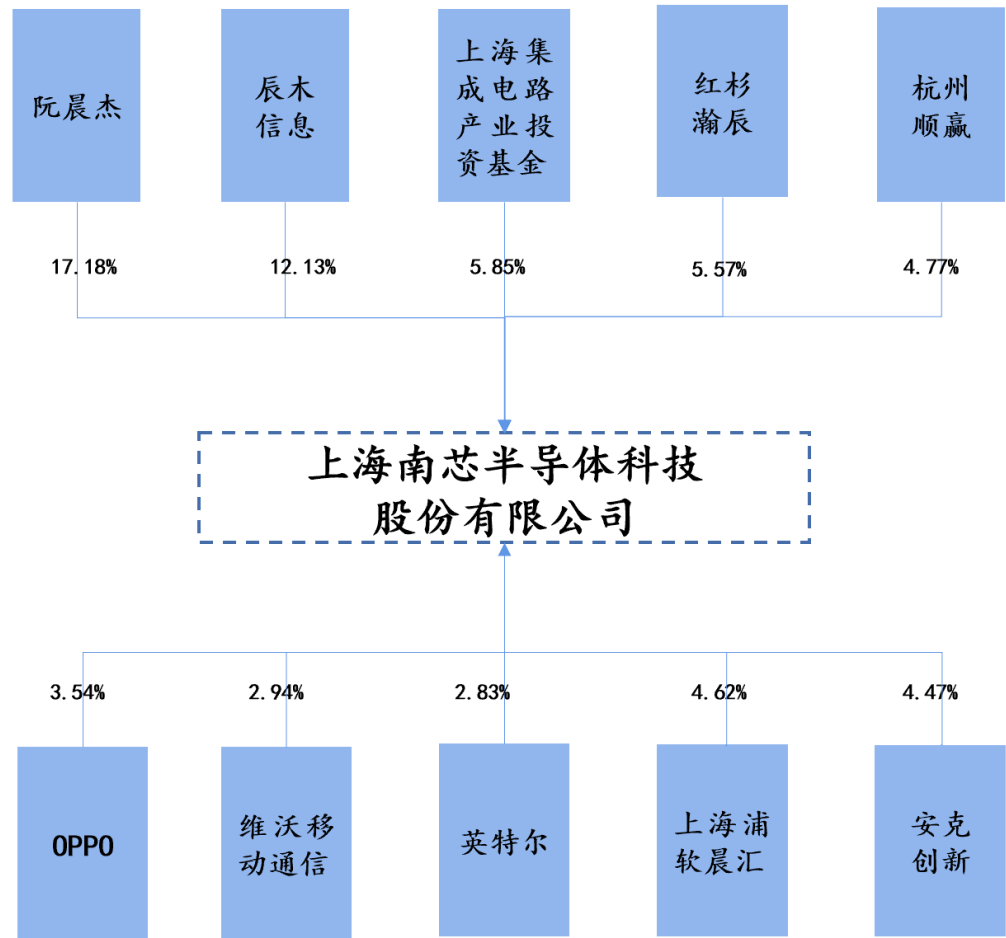 阮晨杰
辰木
信息
上海集
成电路
产业投
资基金
红杉
瀚辰
杭州
顺赢
17.18%
12.13%
5.85%
5.57%
4.77%
上海南芯半导体科技
股份有限公司
3.54%
2.94%
2.83%
4.62%
4.47%
OPPO
维沃移
动通信
英特尔
上海浦
软晨汇
安克
创新